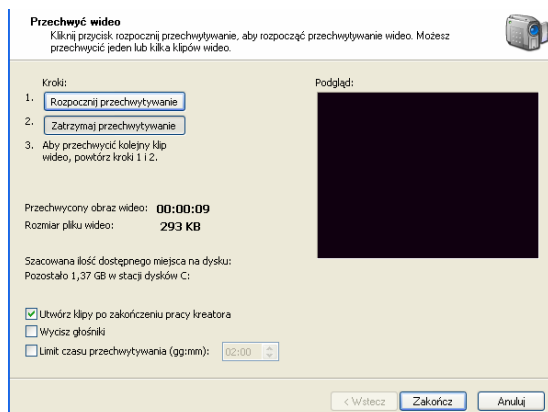 Przechwyć wideo
Kliknij przycisk rozpocznij przechwytywanie, aby rozpocząć przechwytywanie wideo. Możesz
przechwycić jeden lub kilka klipów wideo.
Kroki:
1. Rozpocznij przechwytywanie
2. Zatrzymaj przechwytywanie
3. Aby przechwycić kolejny klip
wideo, powtórz kroki 1 i 2.
Podgląd:
Przechwycony obraz wideo: 00:00:09
Rozmiar pliku wideo: 293 KB
Szacowana ilość dostępnego miejsca na dysku:
Pozostało 1,37 GB w stacji dysków C:
Utwórz klipy po zakończeniu pracy kreatora
Wycisz głośniki
Limit czasu przechwytywania (gg:mm): 02:00
< Wstecz Zakończ Anuluj